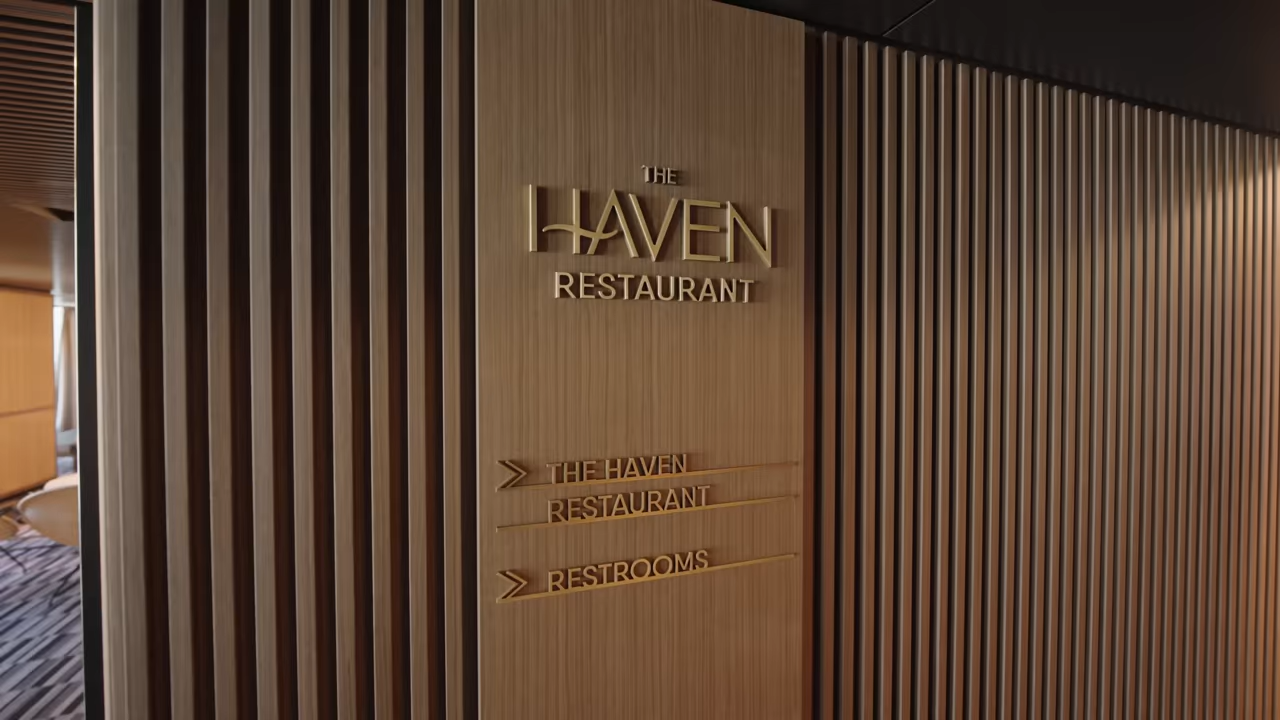 THE
HAVEN
RESTAURANT
THE HAVEN
RESTAURANT
RESTROOMS